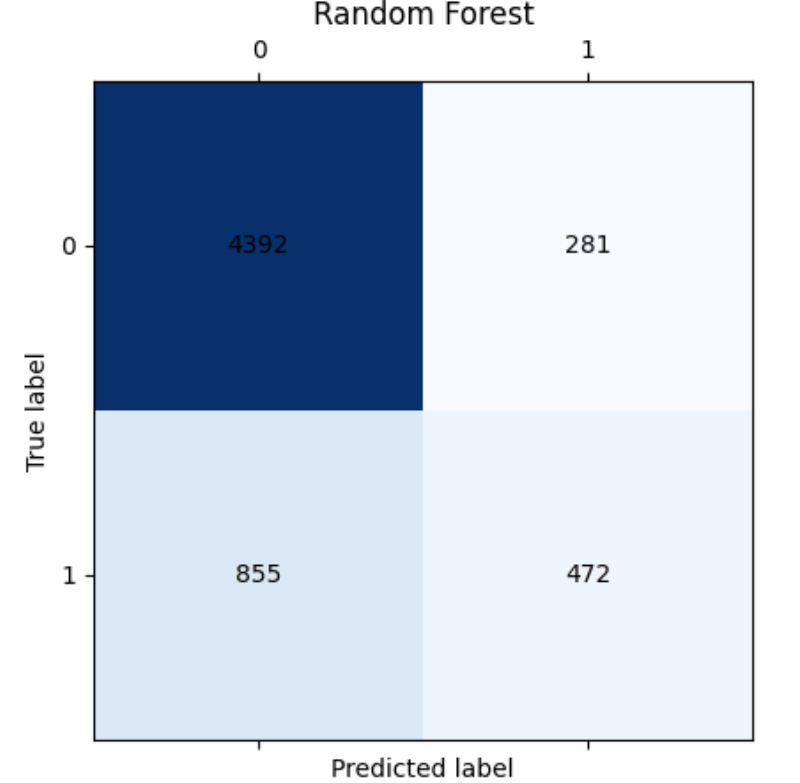 Random Forest
0 1
0 4392 281
True label
1 855 472
Predicted label